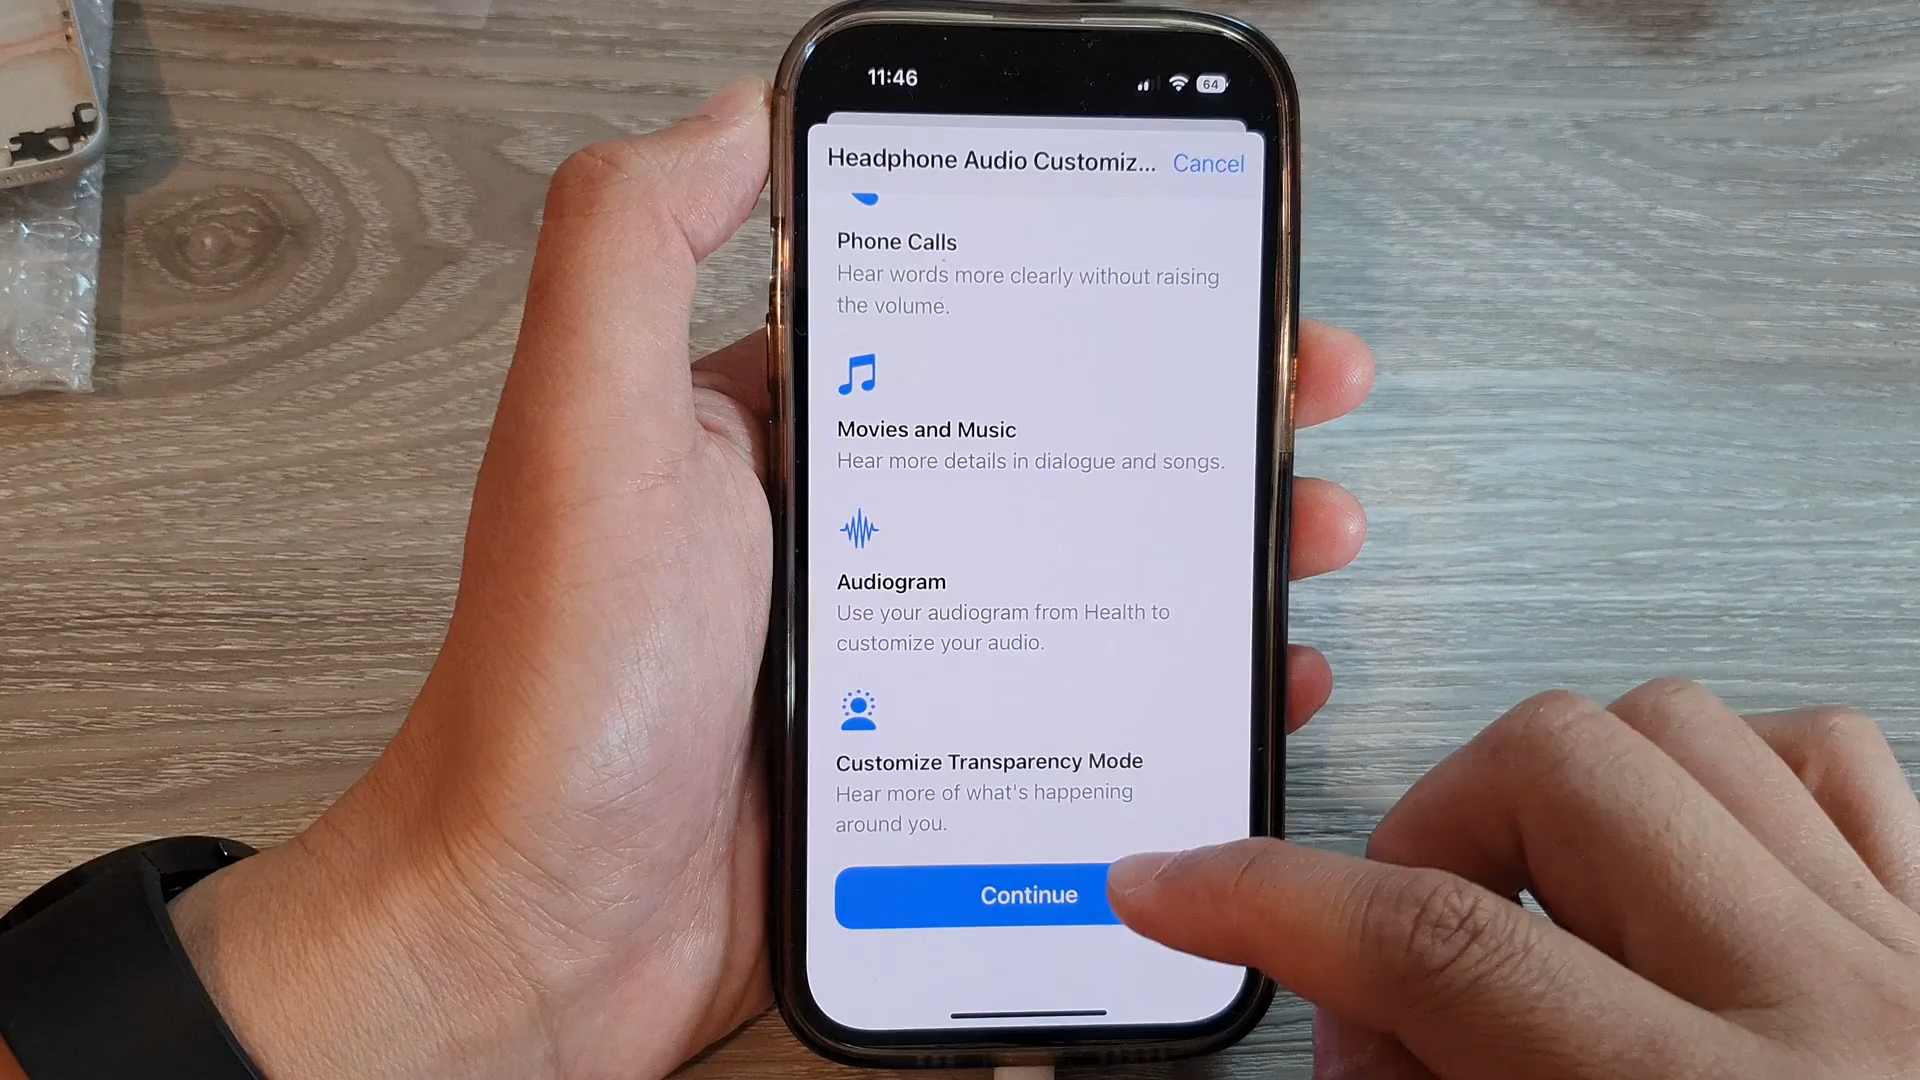 11:46
64
Headphone Audio Customiz... Cancel
Phone Calls
Hear words more clearly without raising
the volume.
Movies and Music
Hear more details in dialogue and songs.
Audiogram
Use your audiogram from Health to
customize your audio.
Customize Transparency Mode
Hear more of what's happening
around you.
Continue